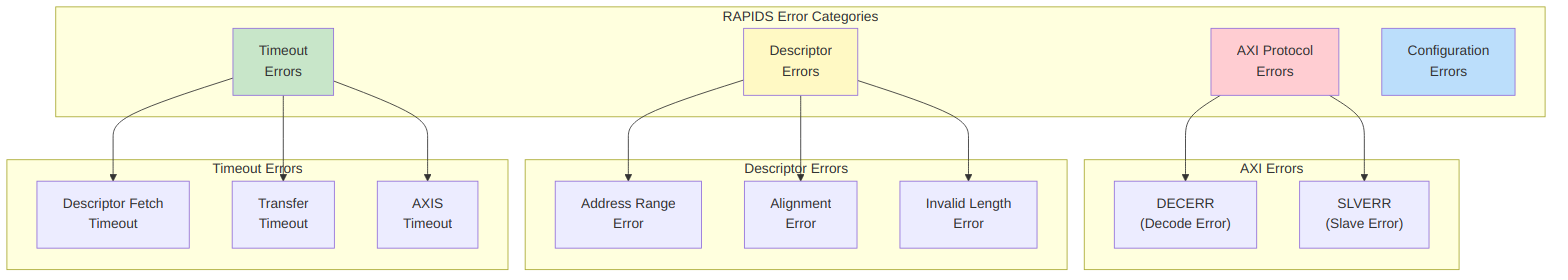 RAPIDS Error Categories
Timeout
Errors
Descriptor
Errors
AXI Protocol
Errors
Configuration
Errors
Timeout Errors
Descriptor Fetch
Timeout
Transfer
Timeout
AXIS
Timeout
Descriptor Errors
Address Range
Error
Alignment
Error
Invalid Length
Error
AXI Errors
DECERR
(Decode Error)
SLVERR
(Slave Error)